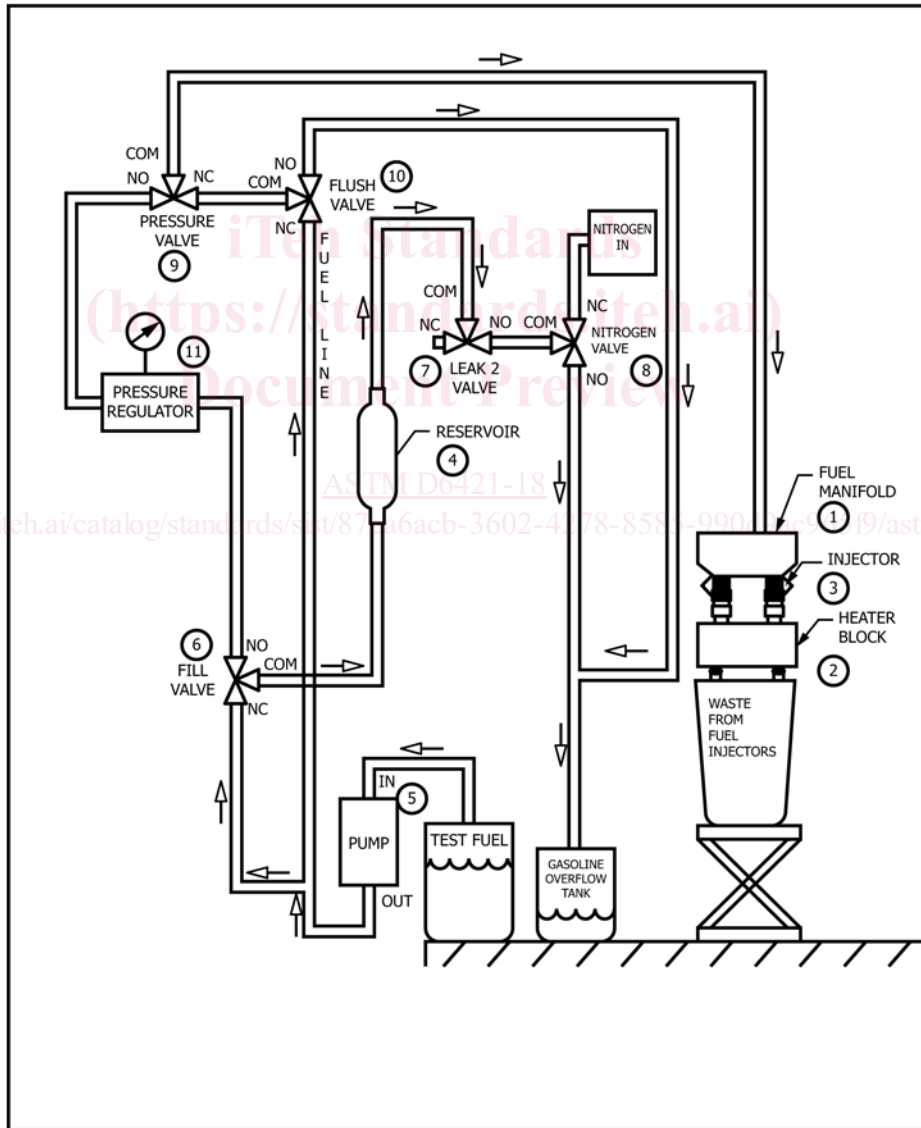 COM
NO
NC
PRESSURE
VALVE
9
COM
NO
NC
FLUSH
VALVE
10
FUEL LINE
NITROGEN
IN
COM
NC
NO
LEAK 2
VALVE
7
COM
NC
NO
NITROGEN
VALVE
8
11
PRESSURE
REGULATOR
RESERVOIR
4
iTeh Standards
(https://standards.iteh.ai)
Document Preview
ASTM D6421-18
FUEL
MANIFOLD
1
INJECTOR
3
HEATER
BLOCK
2
6
FILL
VALVE
NO
COM
NC
WASTE
FROM
FUEL
INJECTORS
IN
5
PUMP
OUT
TEST FUEL
GASOLINE
OVERFLOW
TANK